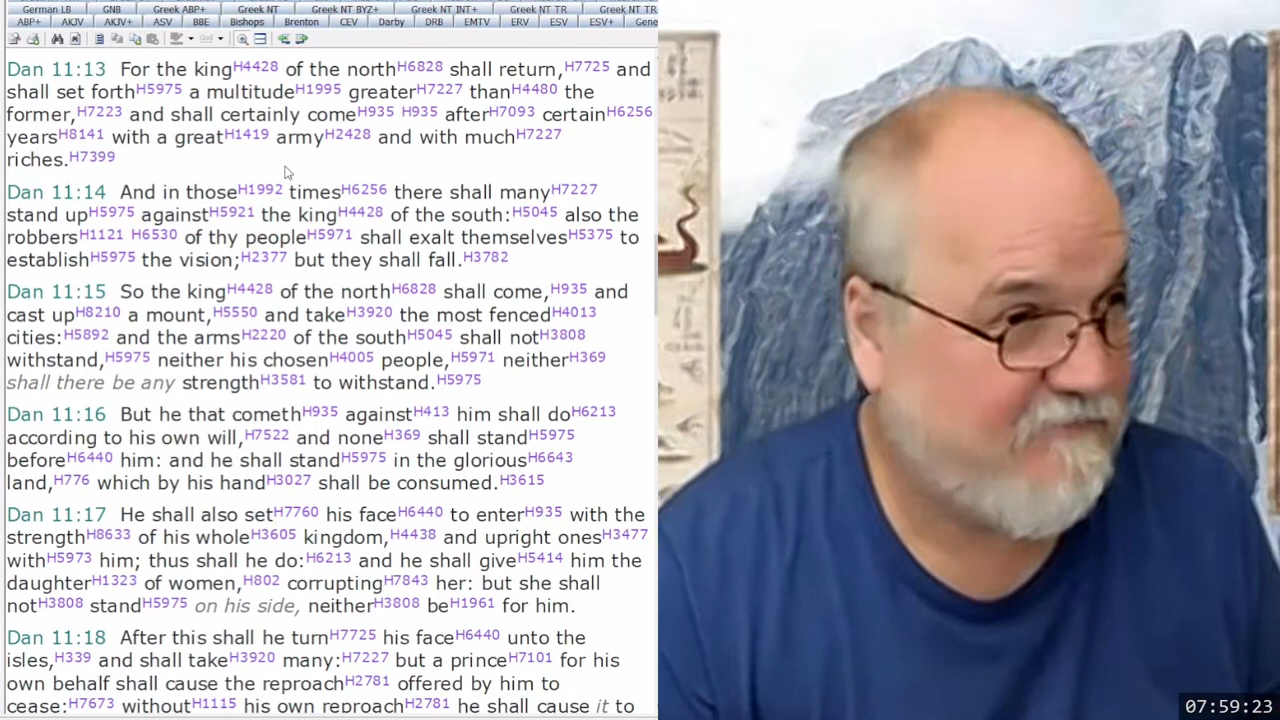 German LB GNB Greek ABP+ Greek NT Greek NT BYZ+ Greek NT INT+ Greek NT TR Greek NT TR
ABP+ AKJV AKJV+ ASV BBE Bishops Brenton CEV Darby DRB EMTV ERV ESV ESV+ Gene
Dan 11:13 For the kingH4428 of the northH6828 shall return,H7725 and
shall set forthH5975 a multitudeH1995 greaterH7227 thanH4480 the
former,H7223 and shall certainly comeH935 H935 afterH7093 certainH6256
yearsH8141 with a greatH1419 armyH2428 and with muchH7227
riches.H7399
Dan 11:14 And in thoseH1992 timesH6256 there shall manyH7227
stand upH5975 againstH5921 the kingH4428 of the south:H5045 also the
robbersH1121 H6530 of thy peopleH5971 shall exalt themselvesH5375 to
establishH5975 the vision;H2377 but they shall fall.H3782
Dan 11:15 So the kingH4428 of the northH6828 shall come,H935 and
cast upH8210 a mount,H5550 and takeH3920 the most fencedH4013
cities:H5892 and the armsH2220 of the southH5045 shall notH3808
withstand,H5975 neither his chosenH4005 people,H5971 neitherH369
shall there be any strengthH3581 to withstand.H5975
Dan 11:16 But he that comethH935 againstH413 him shall doH6213
according to his own will,H7522 and noneH369 shall standH5975
beforeH6440 him: and he shall standH5975 in the gloriousH6643
land,H776 which by his handH3027 shall be consumed.H3615
Dan 11:17 He shall also setH7760 his faceH6440 to enterH935 with the
strengthH8633 of his wholeH3605 kingdom,H4438 and upright onesH3477
withH5973 him; thus shall he do:H6213 and he shall giveH5414 him the
daughterH1323 of women,H802 corruptingH7843 her: but she shall
notH3808 standH5975 on his side, neitherH3808 beH1961 for him.
Dan 11:18 After this shall he turnH7725 his faceH6440 unto the
isles,H339 and shall takeH3920 many:H7227 but a princeH7101 for his
own behalf shall cause the reproachH2781 offered by him to
cease:H7673 withoutH1115 his own reproachH2781 he shall cause it to
07:59:23